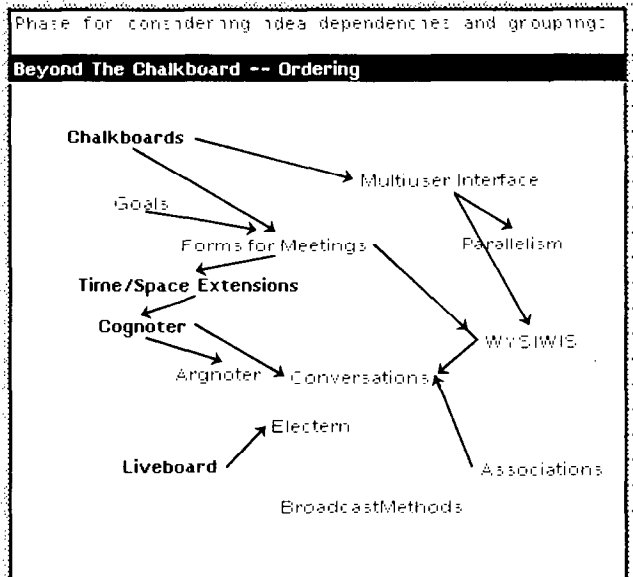 Phase for considering idea dependencies and groupings
Beyond The Chalkboard -- Ordering
Chalkboards
Multiuser Interface
Goals
Forms for Meetings
Parallelism
Time/Space Extensions
Cognoter
WYSIWIS
Argnoter
Conversations
Electern
Liveboard
Associations
BroadcastMethods